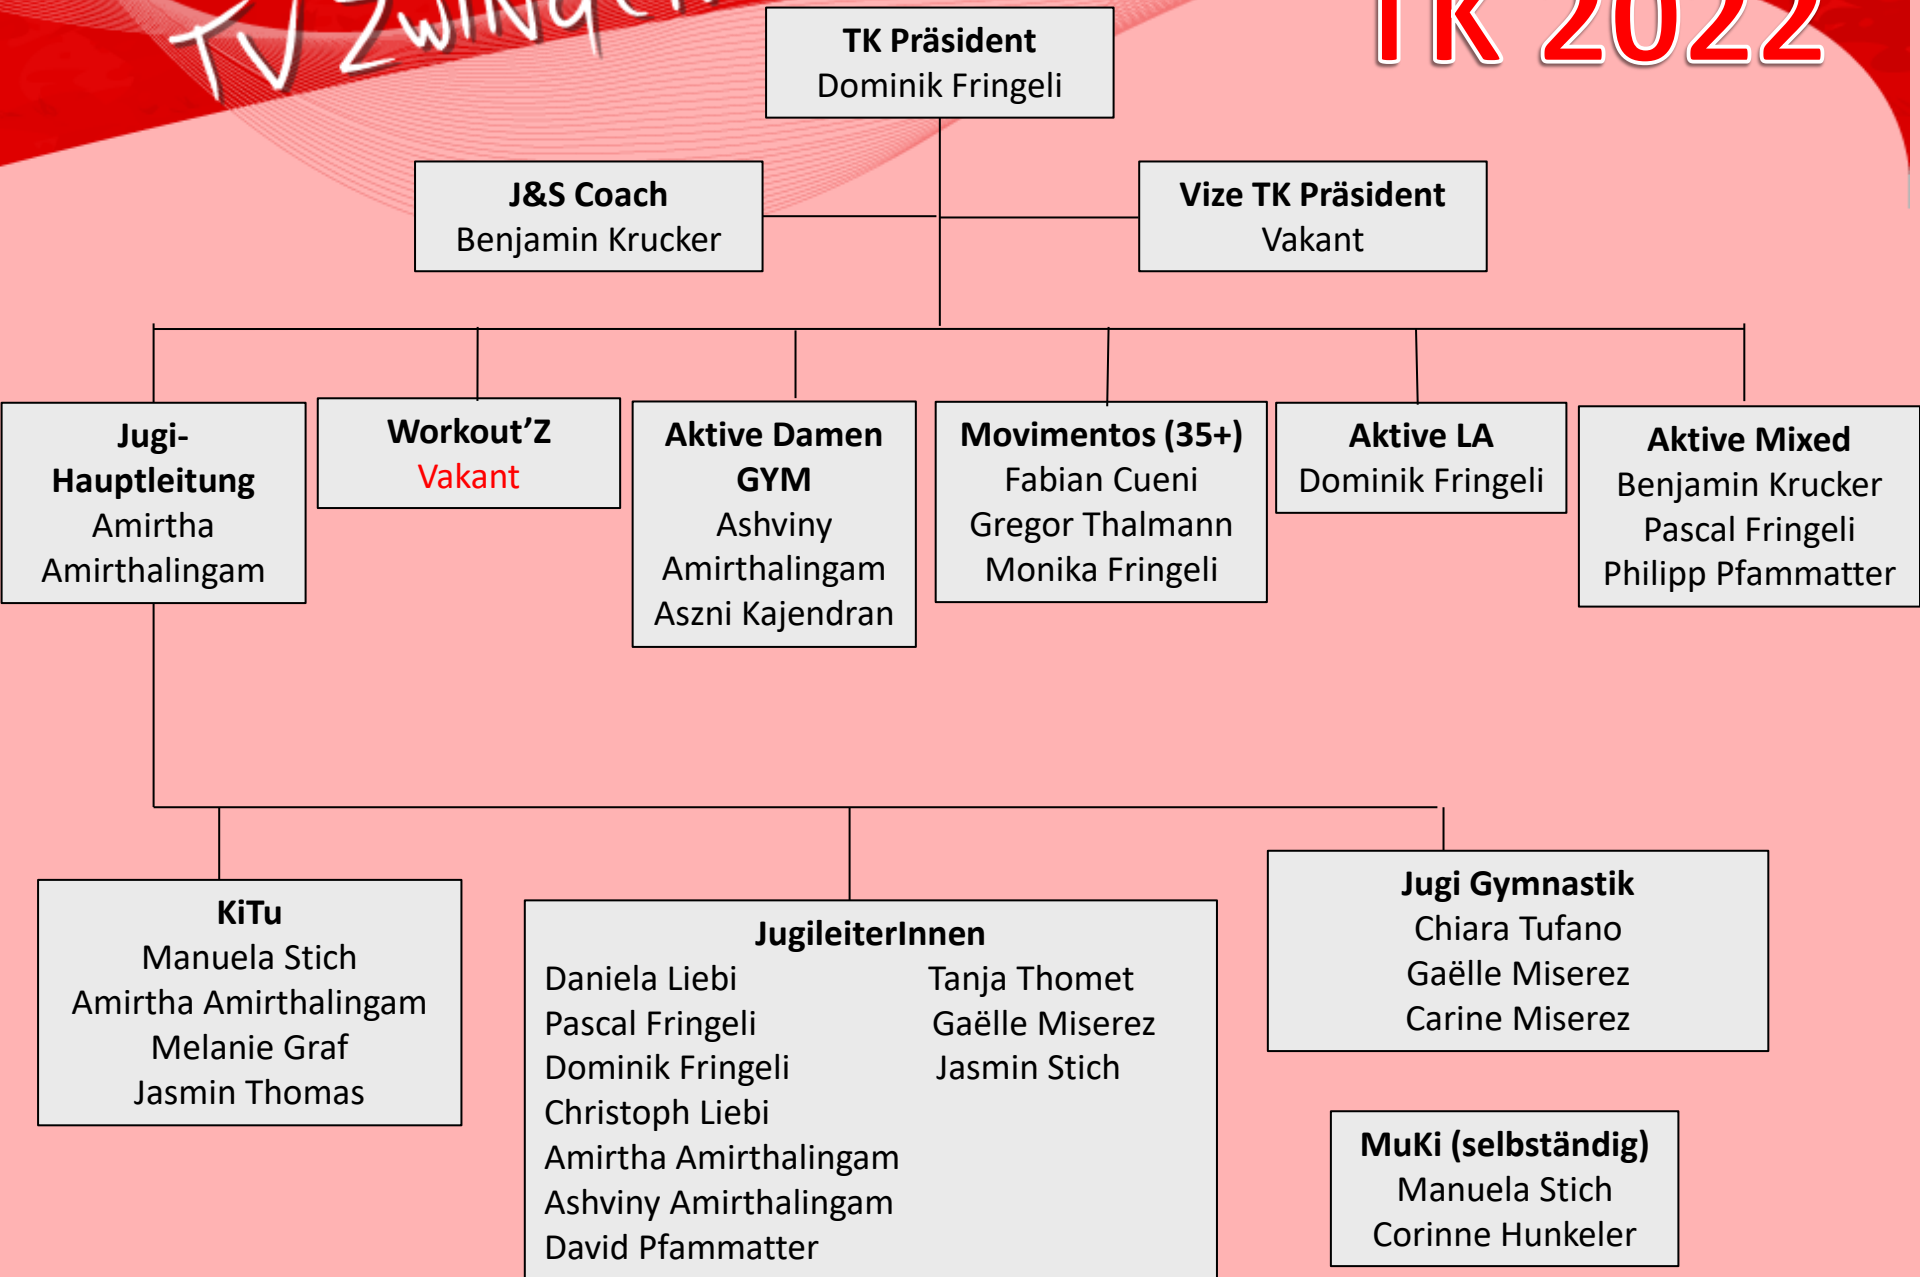 TV Zwingen
TK 2022
TK Präsident
Dominik Fringeli
J&S Coach
Benjamin Krucker
Vize TK Präsident
Vakant
Jugi-
Hauptleitung
Amirtha
Amirthalingam
Workout’Z
Vakant
Aktive Damen
GYM
Ashviny
Amirthalingam
Aszni Kajendran
Movimentos (35+)
Fabian Cueni
Gregor Thalmann
Monika Fringeli
Aktive LA
Dominik Fringeli
Aktive Mixed
Benjamin Krucker
Pascal Fringeli
Philipp Pfammatter
KiTu
Manuela Stich
Amirtha Amirthalingam
Melanie Graf
Jasmin Thomas
JugileiterInnen
Daniela Liebi Tanja Thomet
Pascal Fringeli Gaëlle Miserez
Dominik Fringeli Jasmin Stich
Christoph Liebi
Amirtha Amirthalingam
Ashviny Amirthalingam
David Pfammatter
Jugi Gymnastik
Chiara Tufano
Gaëlle Miserez
Carine Miserez
MuKi (selbständig)
Manuela Stich
Corinne Hunkeler